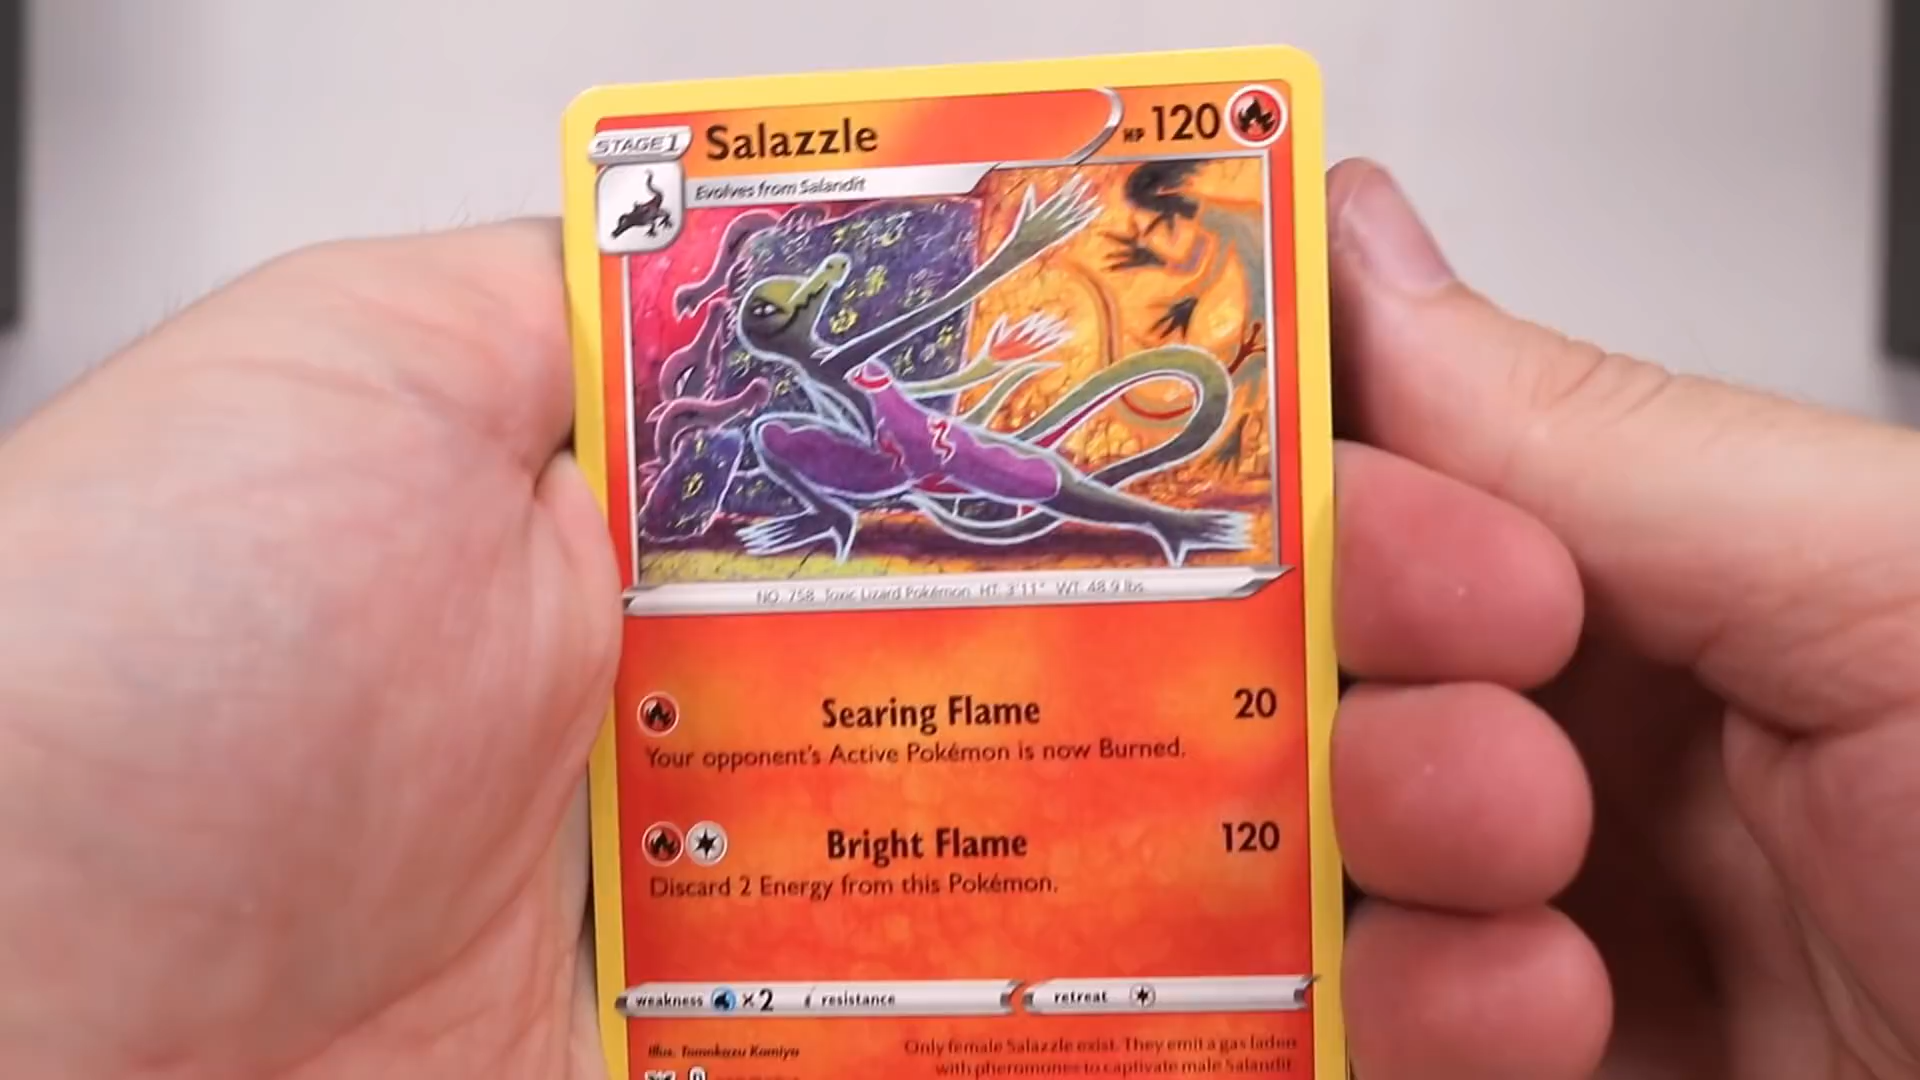 STAGE 1
Salazzle
HP 120
Evolves from Salandit
NO. 758 Toxic Lizard Pokémon HT: 3'11" WT: 48.9 lbs.
Searing Flame 20
Your opponent's Active Pokémon is now Burned.
Bright Flame 120
Discard 2 Energy from this Pokémon.
weakness ×2 resistance retreat
Illus. Tomokazu Komiya
Only female Salazzle exist. They emit a gas laden
with pheromones to captivate male Salandit.